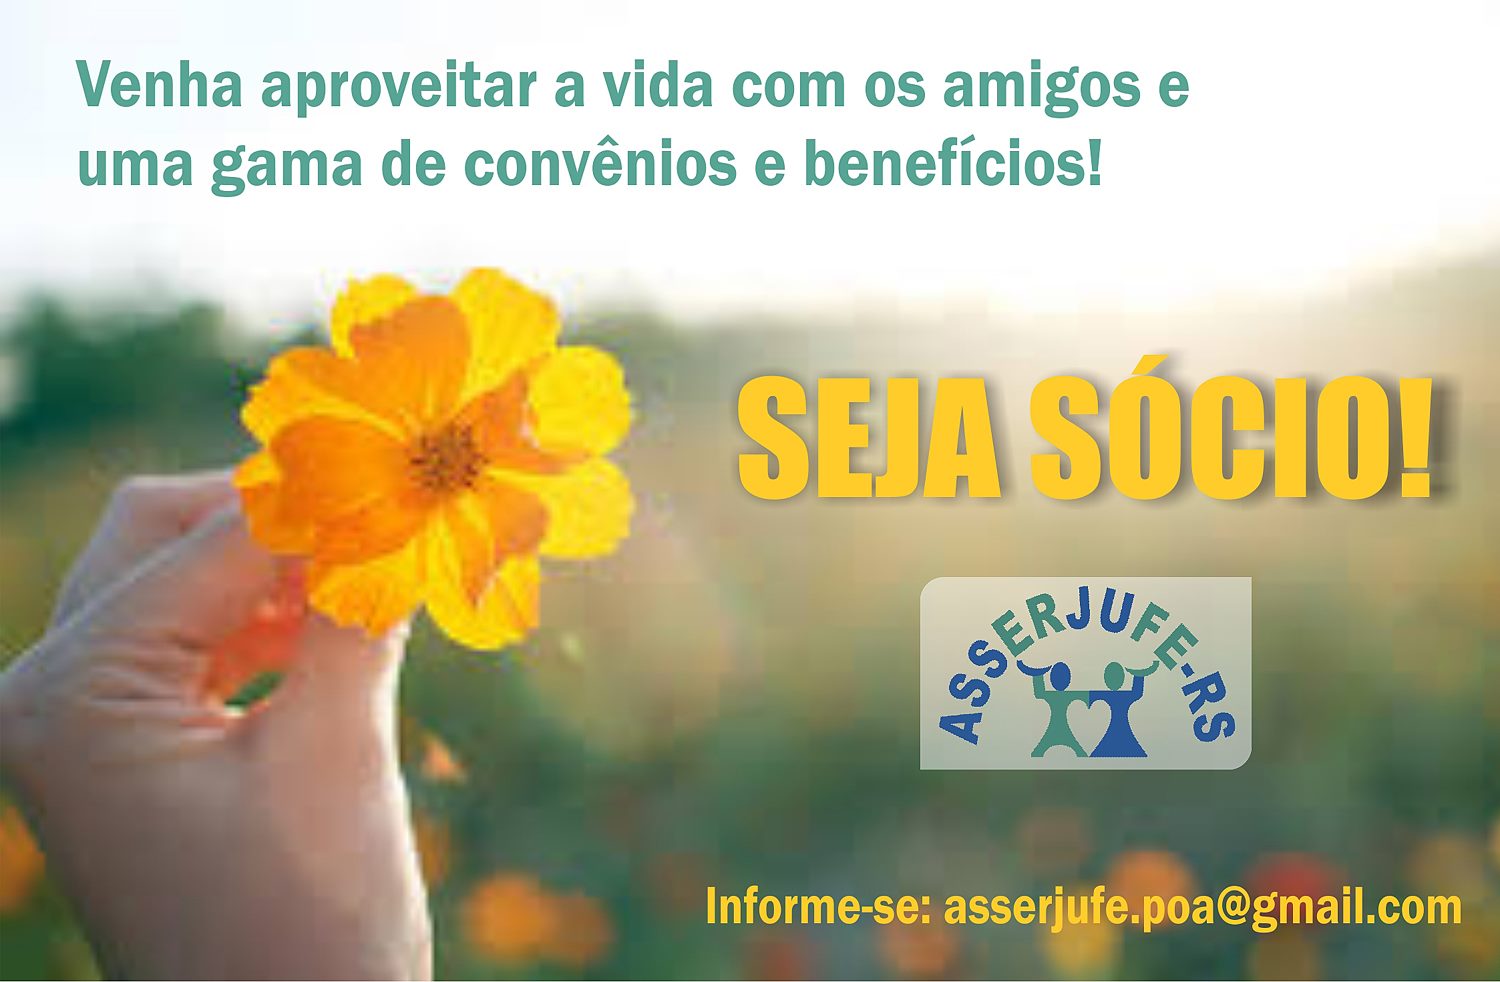 Venha aproveitar a vida com os amigos e
uma gama de convênios e benefícios!
SEJA SÓCIO!
ASSERJUFE-RS
Informe-se: asserjufe.poa@gmail.com